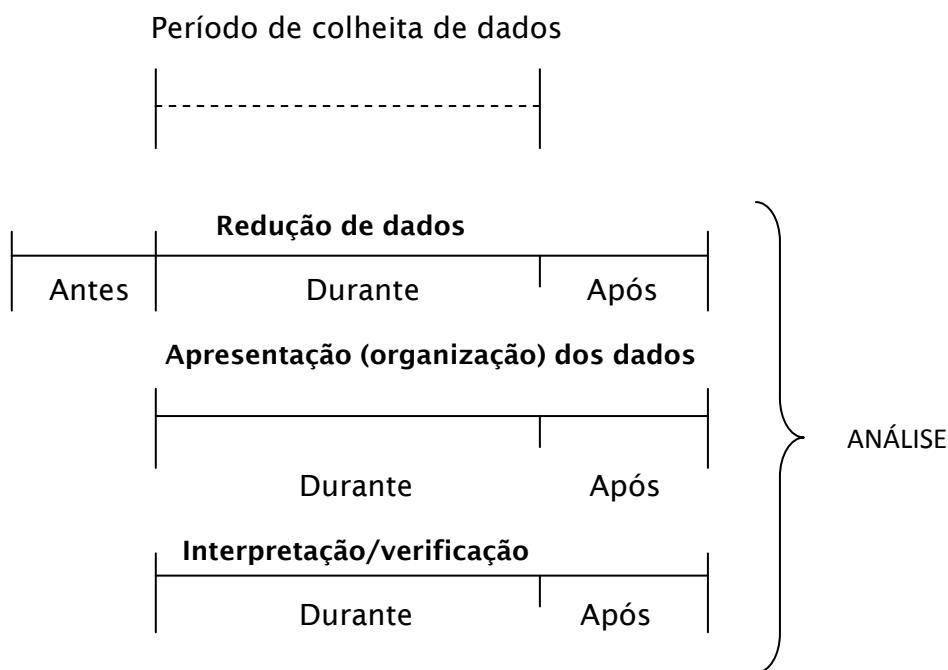 Período de colheita de dados
Redução de dados
Antes Durante Após
Apresentação (organização) dos dados
ANÁLISE
Durante Após
Interpretação/verificação
Durante Após